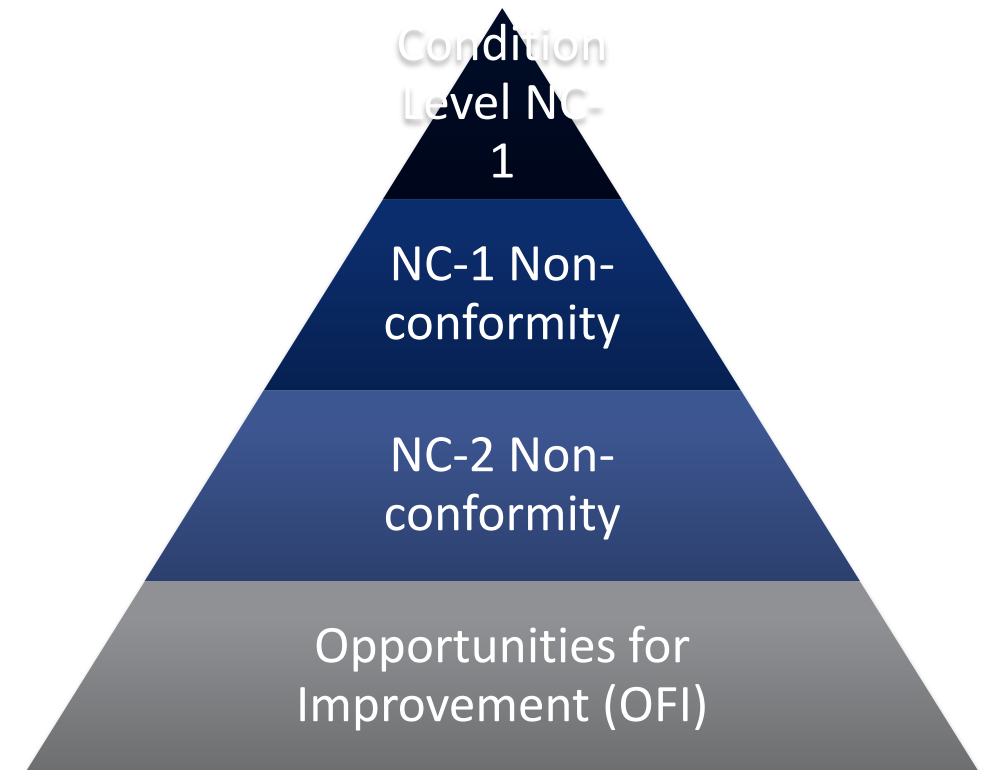 Condition
Level NC-
1
NC-1 Non-
conformity
NC-2 Non-
conformity
Opportunities for
Improvement (OFI)